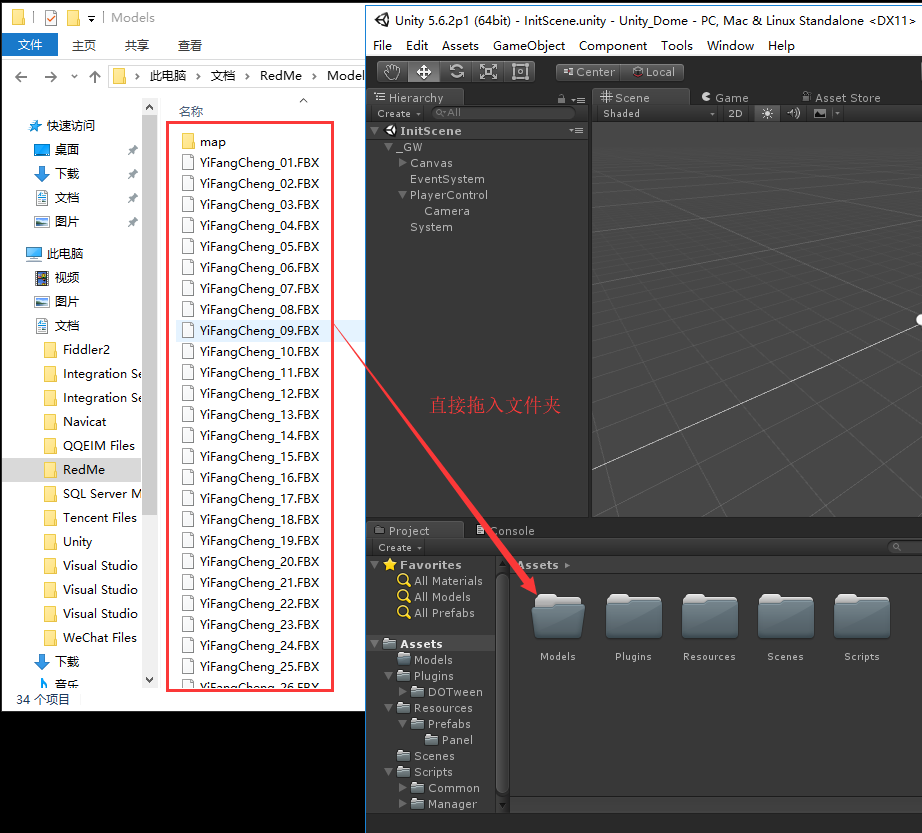 Models
文件 主页 共享 查看
此电脑 › 文档 › RedMe › Model
快速访问
桌面
下载
文档
图片
此电脑
视频
图片
文档
Fiddler2
Integration Se
Integration Se
Navicat
QQEIM Files
RedMe
SQL Server M
Tencent Files
Unity
Visual Studio
Visual Studio
Visual Studio
WeChat Files
下载
音乐
34 个项目
名称
map
YiFangCheng_01.FBX
YiFangCheng_02.FBX
YiFangCheng_03.FBX
YiFangCheng_04.FBX
YiFangCheng_05.FBX
YiFangCheng_06.FBX
YiFangCheng_07.FBX
YiFangCheng_08.FBX
YiFangCheng_09.FBX
YiFangCheng_10.FBX
YiFangCheng_11.FBX
YiFangCheng_12.FBX
YiFangCheng_13.FBX
YiFangCheng_14.FBX
YiFangCheng_15.FBX
YiFangCheng_16.FBX
YiFangCheng_17.FBX
YiFangCheng_18.FBX
YiFangCheng_19.FBX
YiFangCheng_20.FBX
YiFangCheng_21.FBX
YiFangCheng_22.FBX
YiFangCheng_23.FBX
YiFangCheng_24.FBX
YiFangCheng_25.FBX
YiFangCheng_26.FBX
Unity 5.6.2p1 (64bit) - InitScene.unity - Unity_Dome - PC, Mac & Linux Standalone <DX11>
File Edit Assets GameObject Component Tools Window Help
Center Local
Hierarchy
Create All
InitScene
_GW
Canvas
EventSystem
PlayerControl
Camera
System
Scene Game Asset Store
Shaded 2D
直接拖入文件夹
Project Console
Create
Favorites
All Materials
All Models
All Prefabs
Assets
Models
Plugins
DOTween
Resources
Prefabs
Panel
Scenes
Scripts
Common
Manager
Assets
Models Plugins Resources Scenes Scripts